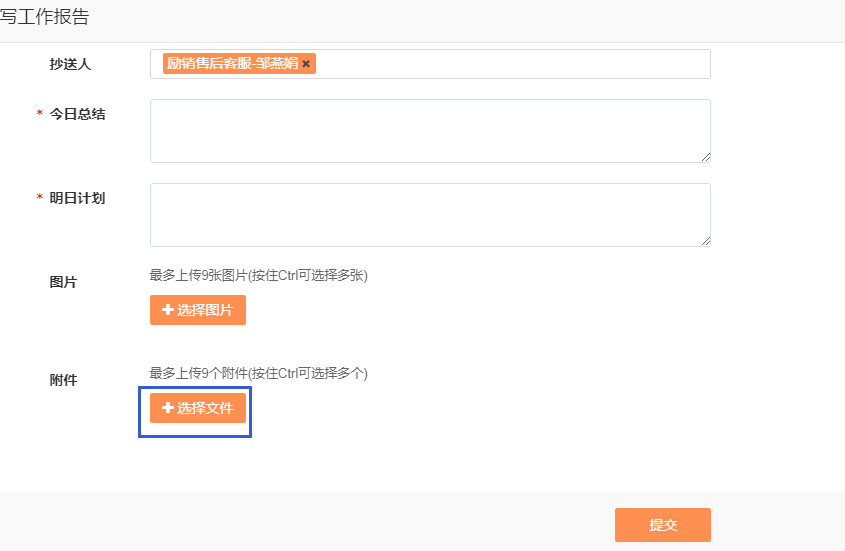 写工作报告
抄送人
励销售后客服-邹燕娟 ×
* 今日总结
* 明日计划
图片
最多上传9张图片(按住Ctrl可选择多张)
+ 选择图片
附件
最多上传9个附件(按住Ctrl可选择多个)
+ 选择文件
提交